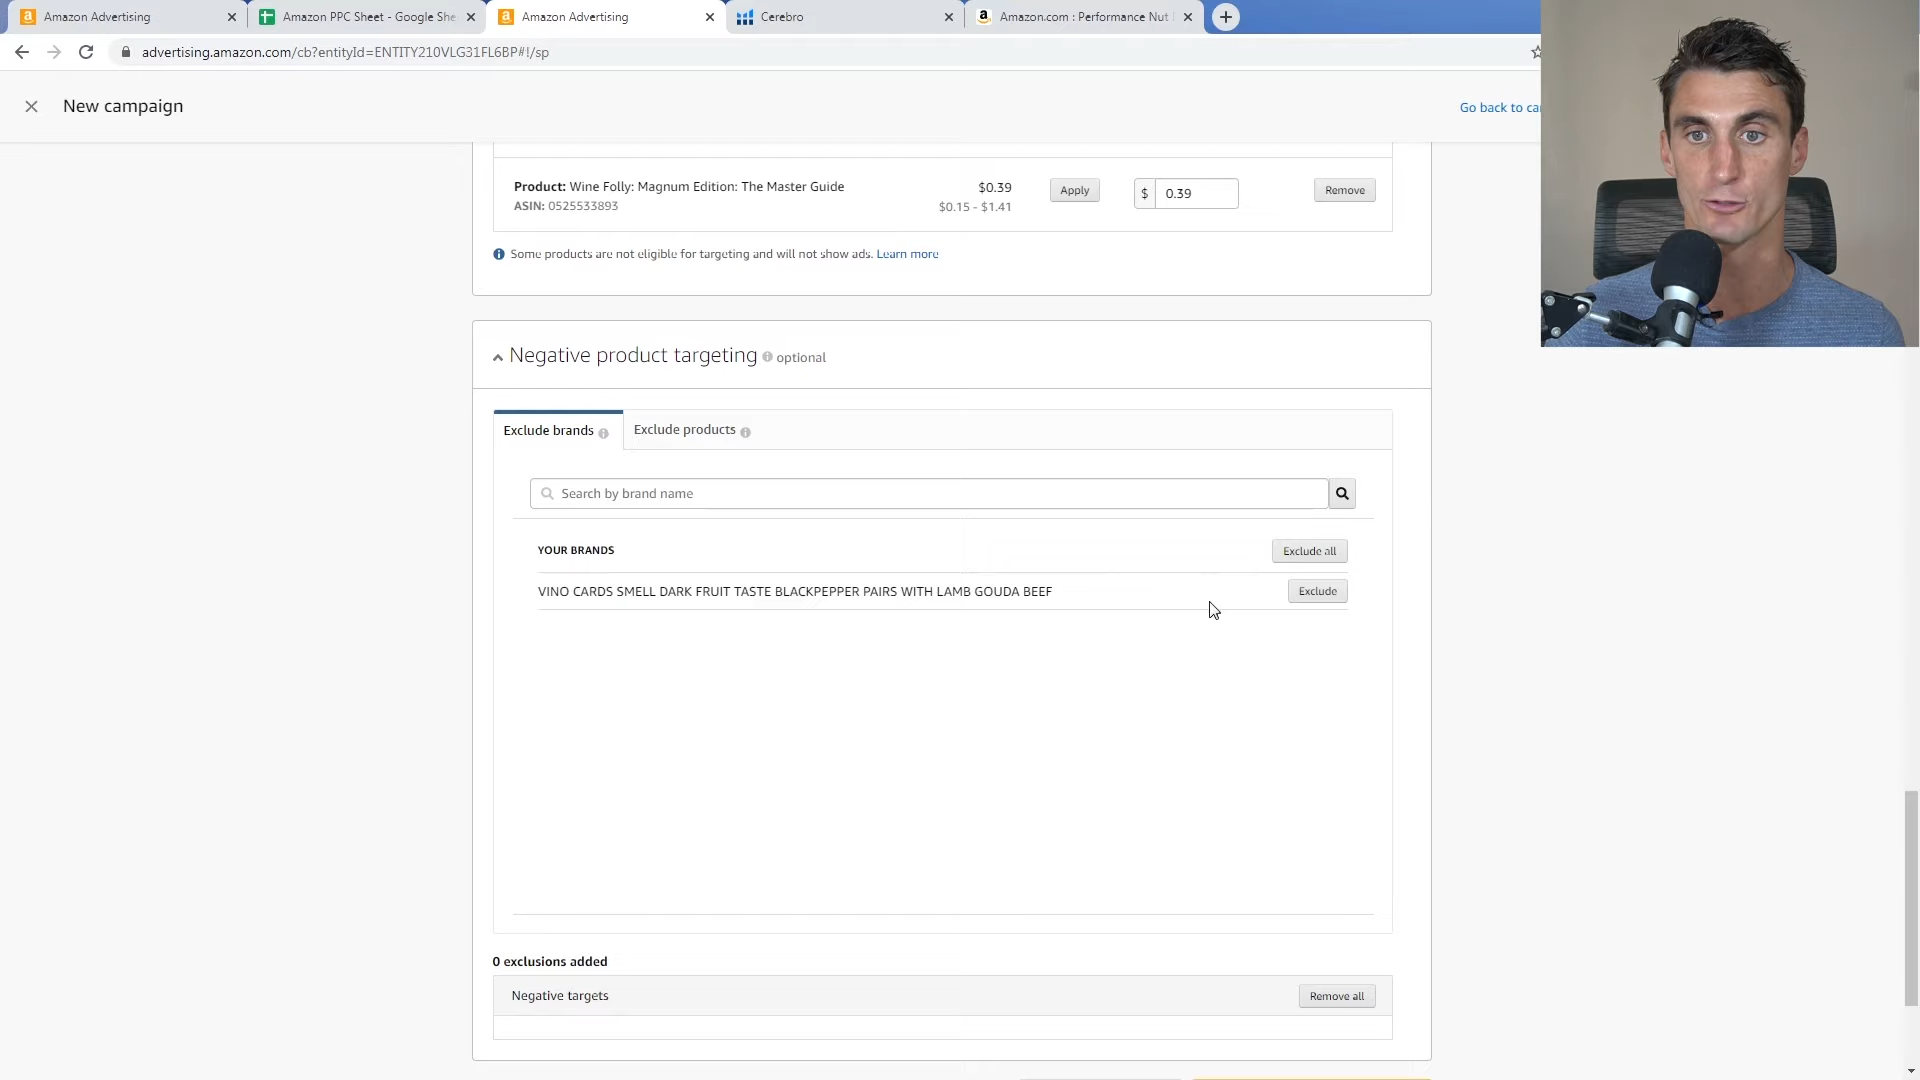 Amazon Advertising
Amazon PPC Sheet - Google She
Amazon Advertising
Cerebro
Amazon.com : Performance Nut
advertising.amazon.com/cb?entityId=ENTITY210VLG31FL6BP#!/sp
New campaign
Go back to ca
Product: Wine Folly: Magnum Edition: The Master Guide
$0.39
Apply
$ 0.39
Remove
ASIN: 0525533893
$0.15 - $1.41
Some products are not eligible for targeting and will not show ads. Learn more
Negative product targeting optional
Exclude brands
Exclude products
Search by brand name
YOUR BRANDS
Exclude all
VINO CARDS SMELL DARK FRUIT TASTE BLACKPEPPER PAIRS WITH LAMB GOUDA BEEF
Exclude
0 exclusions added
Negative targets
Remove all